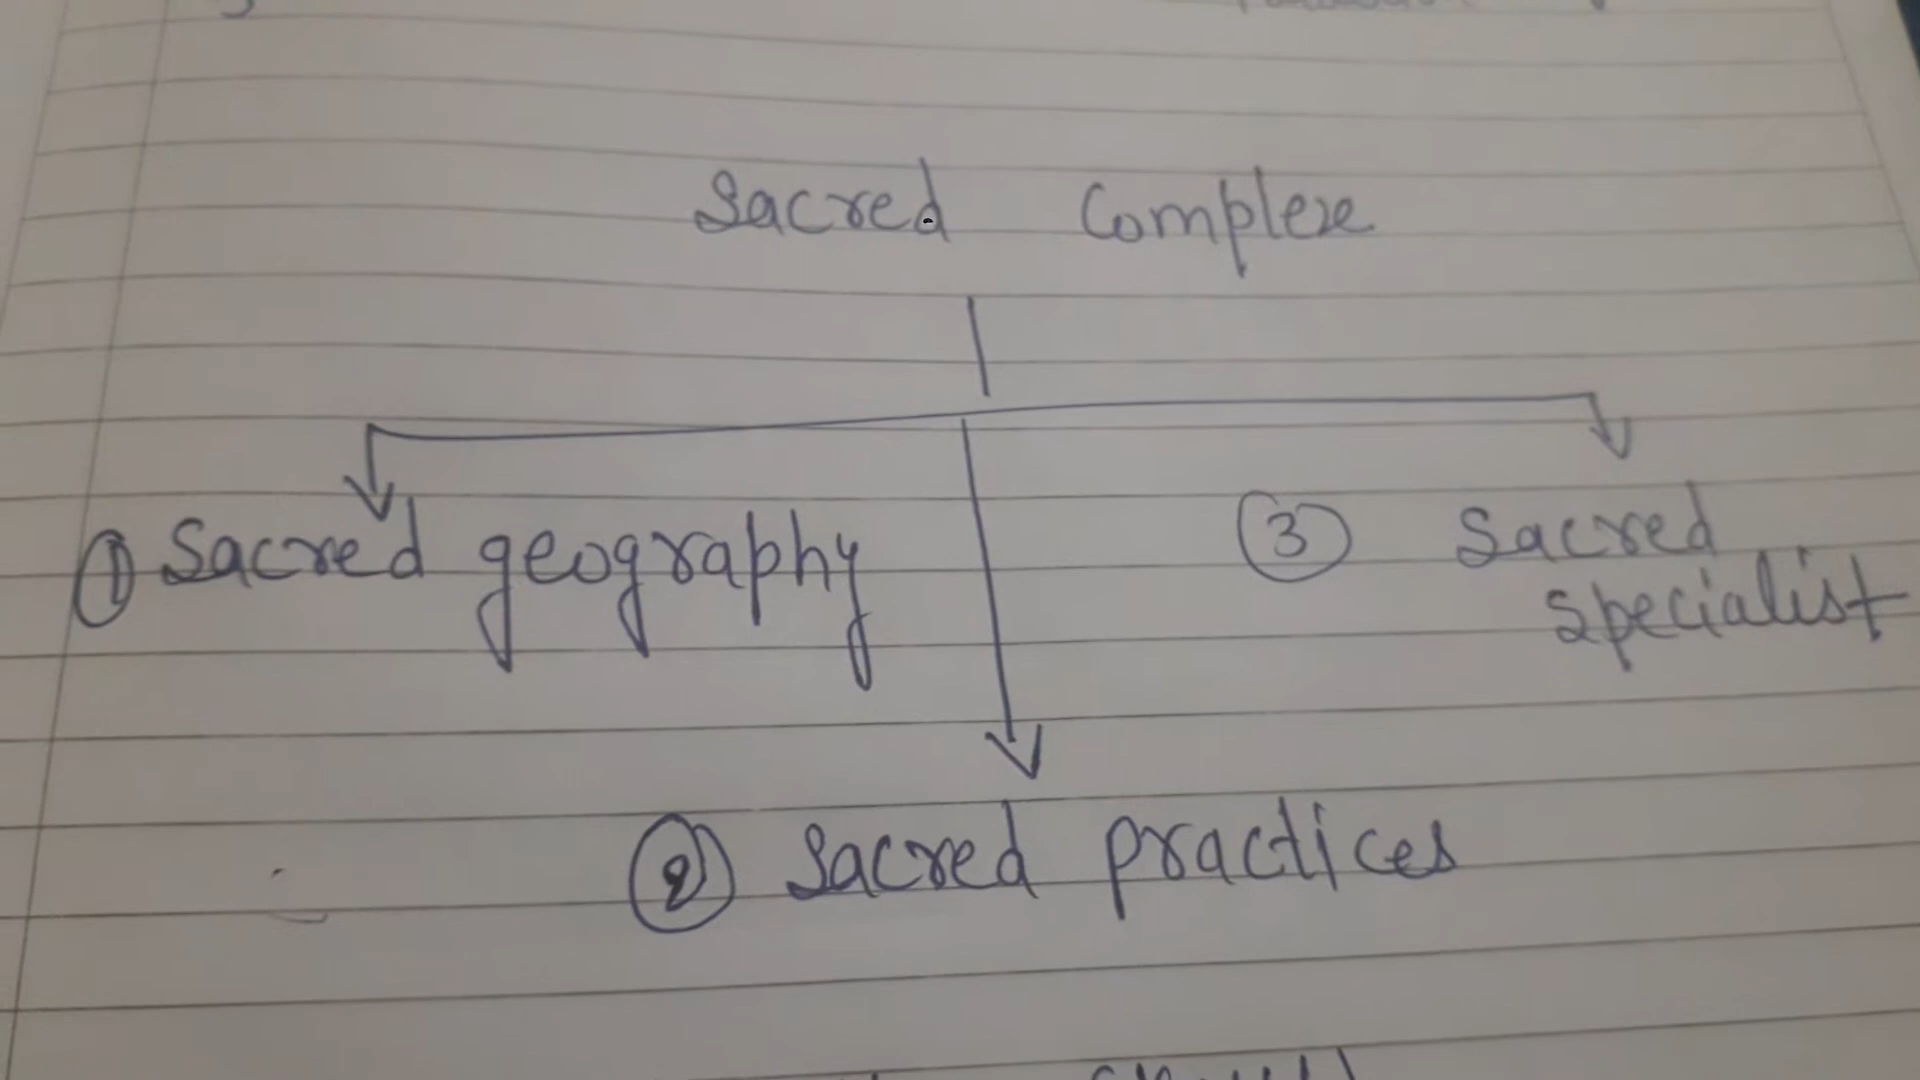 Sacred Complex
① Sacred geography
③ Sacred
specialist
② Sacred practices